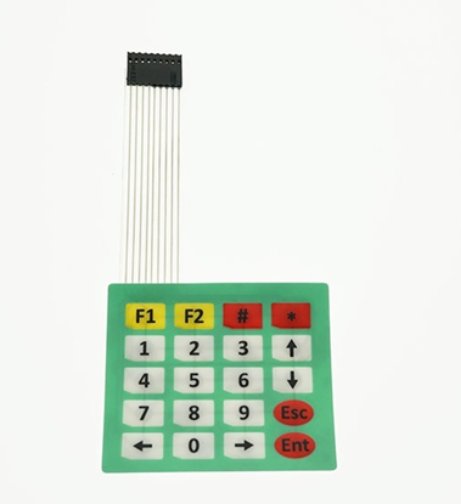 F1 F2 # *
1 2 3 ↑
4 5 6 ↓
7 8 9 Esc
← 0 → Ent